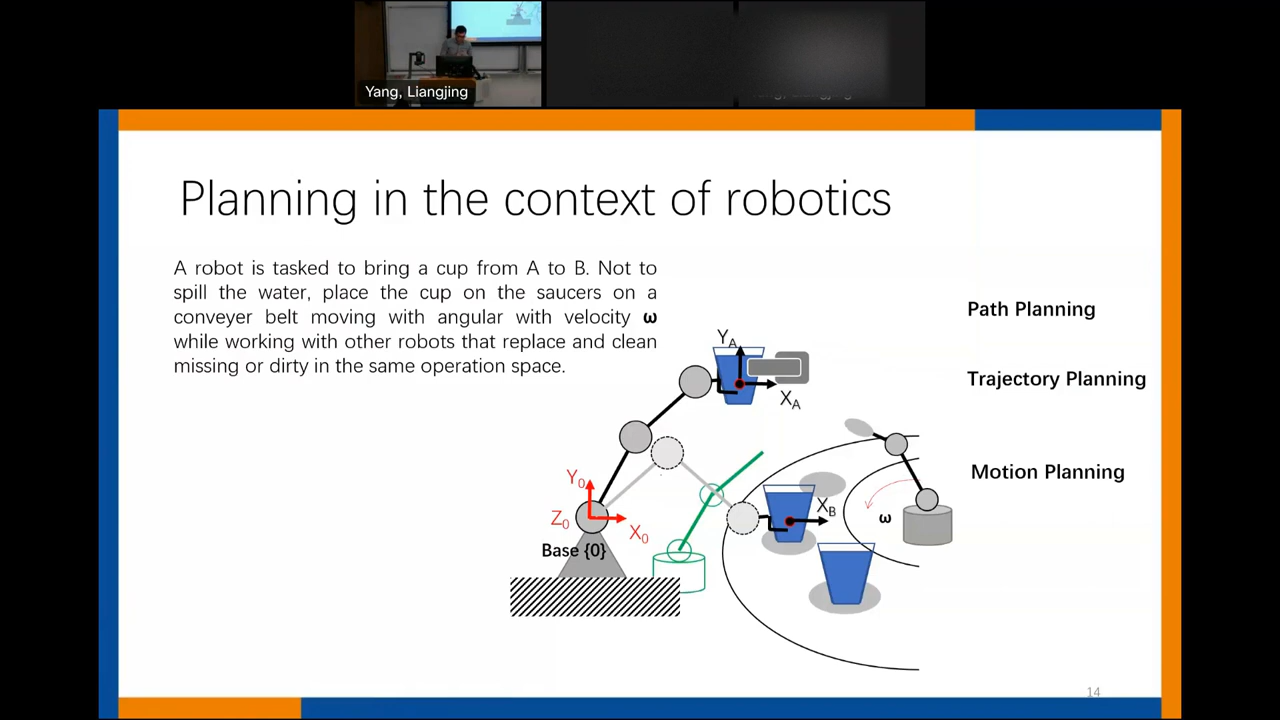 Yang, Liangjing
Planning in the context of robotics
A robot is tasked to bring a cup from A to B. Not to
spill the water, place the cup on the saucers on a
conveyer belt moving with angular with velocity ω
while working with other robots that replace and clean
missing or dirty in the same operation space.
Path Planning
Trajectory Planning
Motion Planning
Y_A
X_A
Y_0
Z_0
X_0
Base {0}
X_B
ω
14